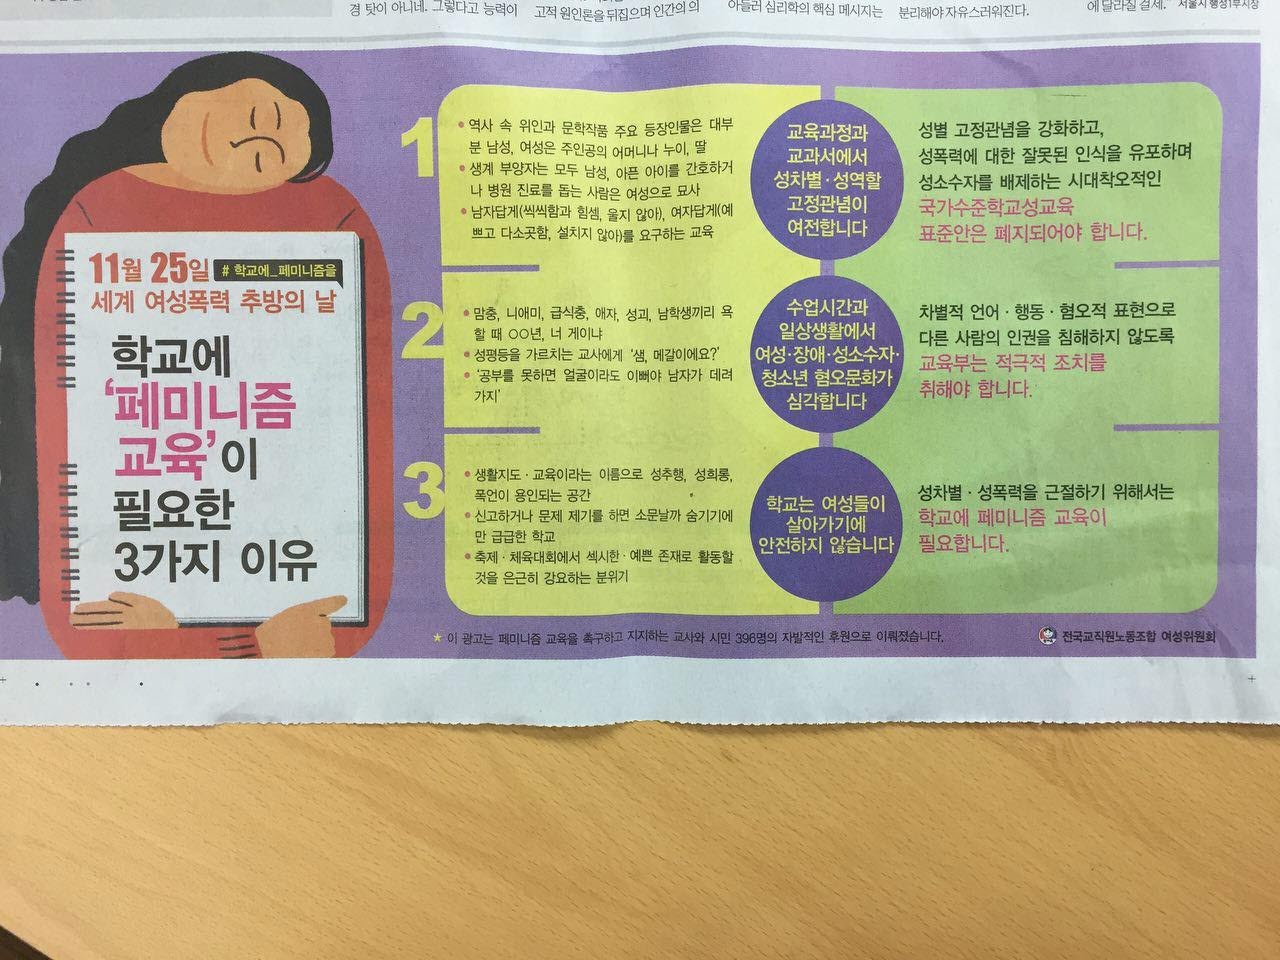 경 탓이 아니네. 그렇다고 능력이
고적 원인론을 뒤집으며 인간의 의
아들러 심리학의 핵심 메시지는
분리해야 자유스러워진다.
에 달라질 결제." 서울시 행정1부시장
11월 25일 # 학교에_페미니즘을
세계 여성폭력 추방의 날
학교에
'페미니즘
교육'이
필요한
3가지 이유
1
• 역사 속 위인과 문학작품 주요 등장인물은 대부
분 남성, 여성은 주인공의 어머니나 누이, 딸
• 생계 부양자는 모두 남성, 아픈 아이를 간호하거
나 병원 진료를 돕는 사람은 여성으로 묘사
• 남자답게(씩씩함과 힘셈, 울지 않아), 여자답게(예
쁘고 다소곳함, 설치지 않아)를 요구하는 교육
교육과정과
교과서에서
성차별·성역할
고정관념이
여전합니다
성별 고정관념을 강화하고,
성폭력에 대한 잘못된 인식을 유포하며
성소수자를 배제하는 시대착오적인
국가수준학교성교육
표준안은 폐지되어야 합니다.
2
• 맘충, 니애미, 급식충, 애자, 성괴, 남학생끼리 욕
할 때 ○○년, 너 게이냐
• 성평등을 가르치는 교사에게 '샘, 메갈이에요?'
• '공부를 못하면 얼굴이라도 이뻐야 남자가 데려
가지'
수업시간과
일상생활에서
여성·장애·성소수자·
청소년 혐오문화가
심각합니다
차별적 언어·행동·혐오적 표현으로
다른 사람의 인권을 침해하지 않도록
교육부는 적극적 조치를
취해야 합니다.
3
• 생활지도·교육이라는 이름으로 성추행, 성희롱,
폭언이 용인되는 공간
• 신고하거나 문제 제기를 하면 소문날까 숨기기에
만 급급한 학교
• 축제·체육대회에서 섹시한·예쁜 존재로 활동할
것을 은근히 강요하는 분위기
학교는 여성들이
살아가기에
안전하지 않습니다
성차별·성폭력을 근절하기 위해서는
학교에 페미니즘 교육이
필요합니다.
★ 이 광고는 페미니즘 교육을 촉구하고 지지하는 교사와 시민 396명의 자발적인 후원으로 이뤄졌습니다.
전국교직원노동조합 여성위원회